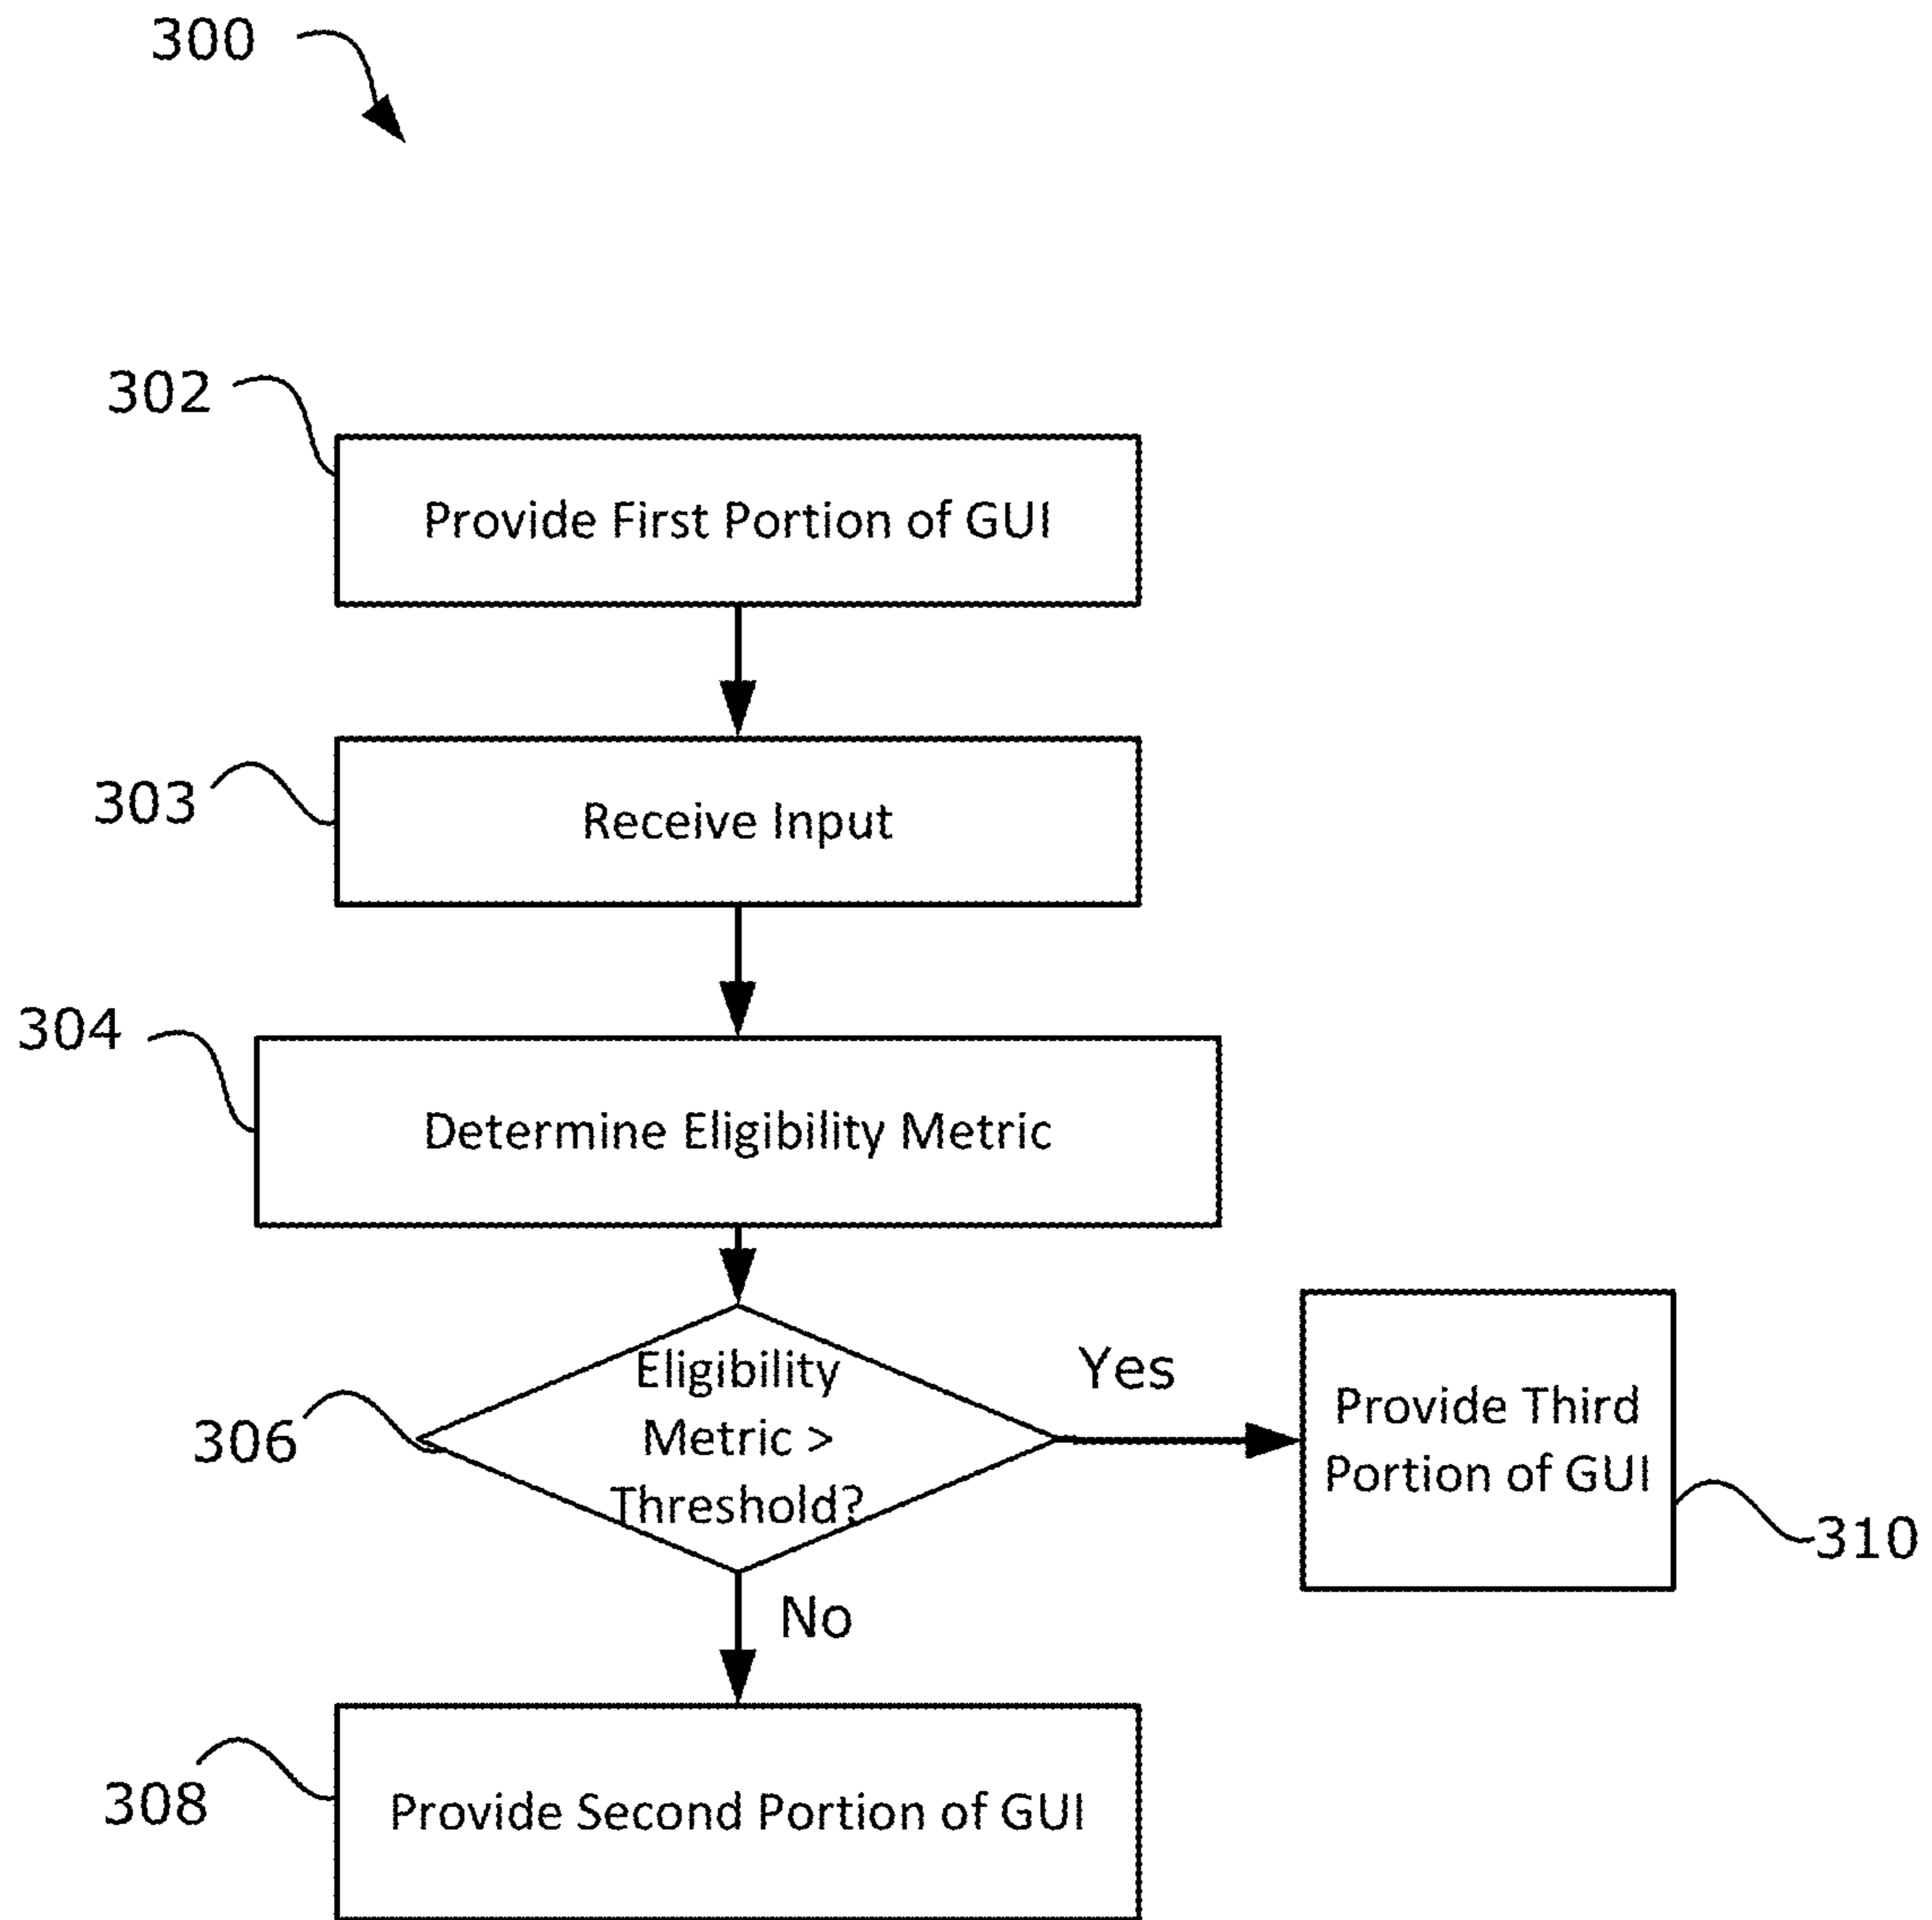 300
302
Provide First Portion of GUI
303
Receive Input
304
Determine Eligibility Metric
306
Eligibility
Metric >
Threshold?
Yes
Provide Third
Portion of GUI
310
No
308
Provide Second Portion of GUI